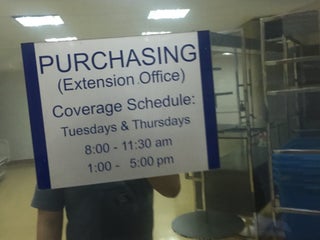 PURCHASING
(Extension Office)
Coverage Schedule:
Tuesdays & Thursdays
8:00 - 11:30 am
1:00 - 5:00 pm